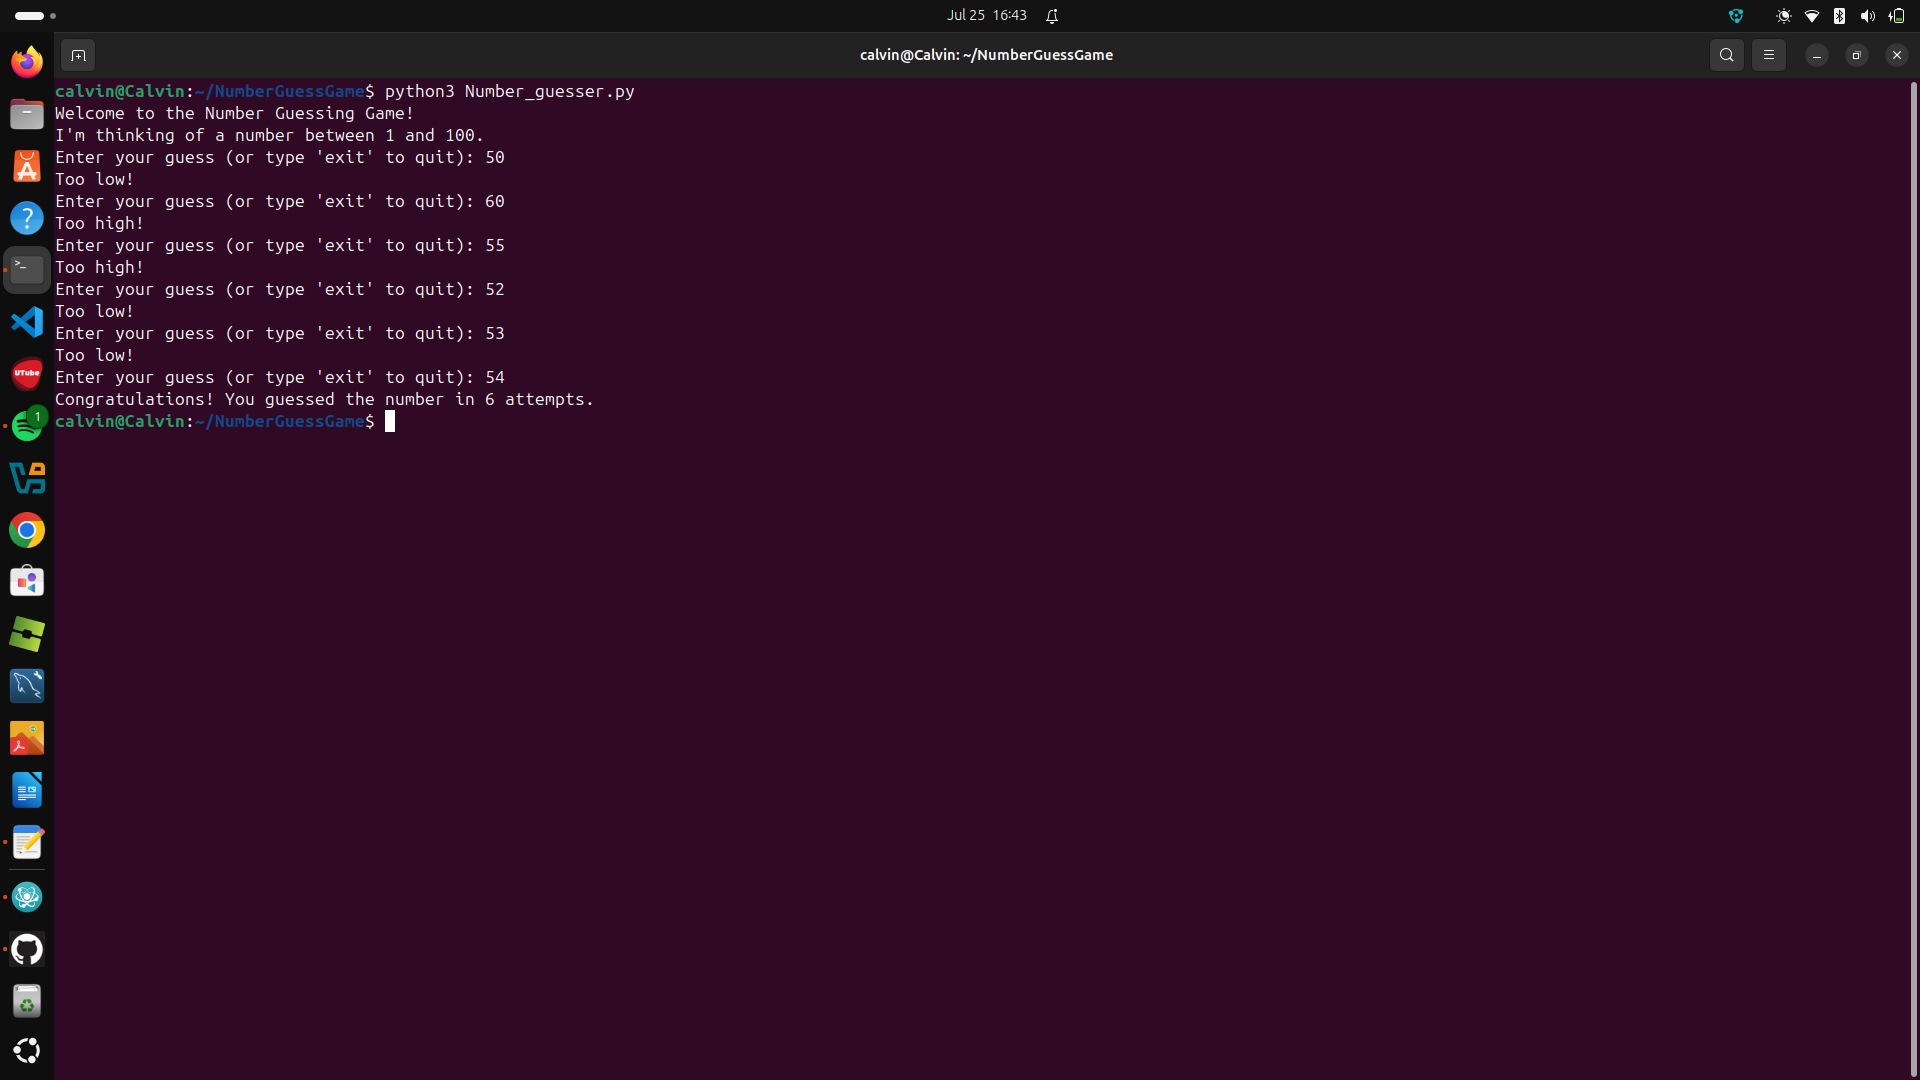 Jul 25 16:43
calvin@Calvin: ~/NumberGuessGame
calvin@Calvin:~/NumberGuessGame$ python3 Number_guesser.py
Welcome to the Number Guessing Game!
I'm thinking of a number between 1 and 100.
Enter your guess (or type 'exit' to quit): 50
Too low!
Enter your guess (or type 'exit' to quit): 60
Too high!
Enter your guess (or type 'exit' to quit): 55
Too high!
Enter your guess (or type 'exit' to quit): 52
Too low!
Enter your guess (or type 'exit' to quit): 53
Too low!
Enter your guess (or type 'exit' to quit): 54
Congratulations! You guessed the number in 6 attempts.
calvin@Calvin:~/NumberGuessGame$
UTube
1